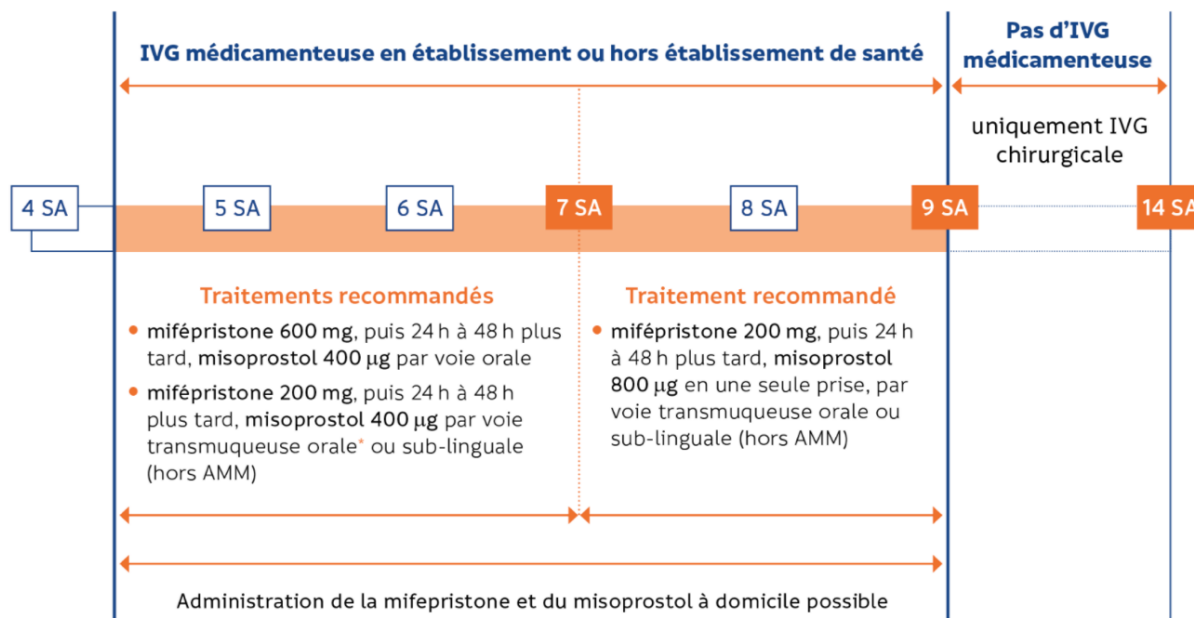 IVG médicamenteuse en établissement ou hors établissement de santé
Pas d'IVG
médicamenteuse
uniquement IVG
chirurgicale
4 SA
5 SA
6 SA
7 SA
8 SA
9 SA
14 SA
Traitements recommandés
• mifépristone 600 mg, puis 24 h à 48 h plus
tard, misoprostol 400 µg par voie orale
• mifépristone 200 mg, puis 24 h à 48 h
plus tard, misoprostol 400 µg par voie
transmuqueuse orale* ou sub-linguale
(hors AMM)
Traitement recommandé
• mifépristone 200 mg, puis 24 h
à 48 h plus tard, misoprostol
800 µg en une seule prise, par
voie transmuqueuse orale ou
sub-linguale (hors AMM)
Administration de la mifepristone et du misoprostol à domicile possible